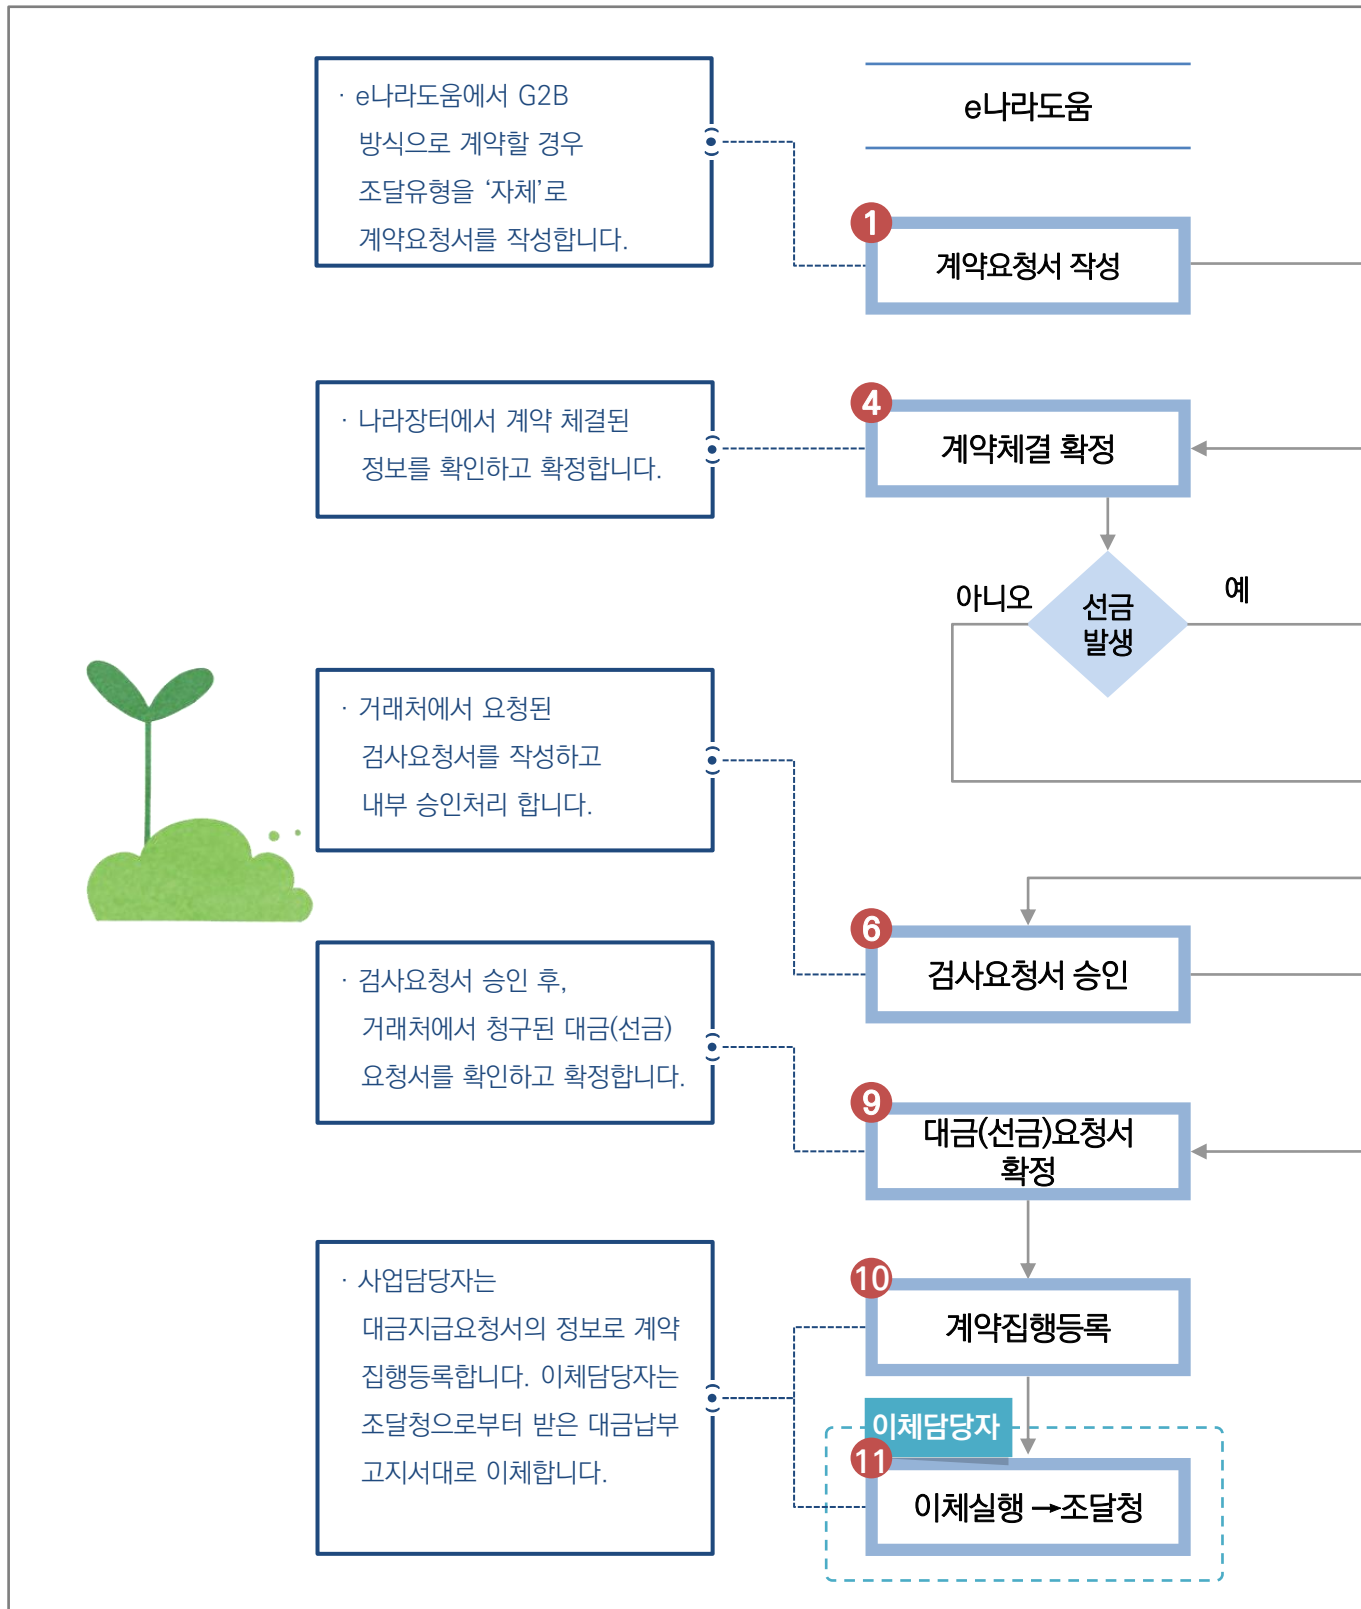 · e나라도움에서 G2B
방식으로 계약할 경우
조달유형을 ‘자체’로
계약요청서를 작성합니다.
e나라도움
1
계약요청서 작성
· 나라장터에서 계약 체결된
정보를 확인하고 확정합니다.
4
계약체결 확정
아니오
선금
발생
예
· 거래처에서 요청된
검사요청서를 작성하고
내부 승인처리 합니다.
6
검사요청서 승인
· 검사요청서 승인 후,
거래처에서 청구된 대금(선금)
요청서를 확인하고 확정합니다.
9
대금(선금)요청서
확정
· 사업담당자는
대금지급요청서의 정보로 계약
집행등록합니다. 이체담당자는
조달청으로부터 받은 대금납부
고지서대로 이체합니다.
10
계약집행등록
이체담당자
11
이체실행 →조달청